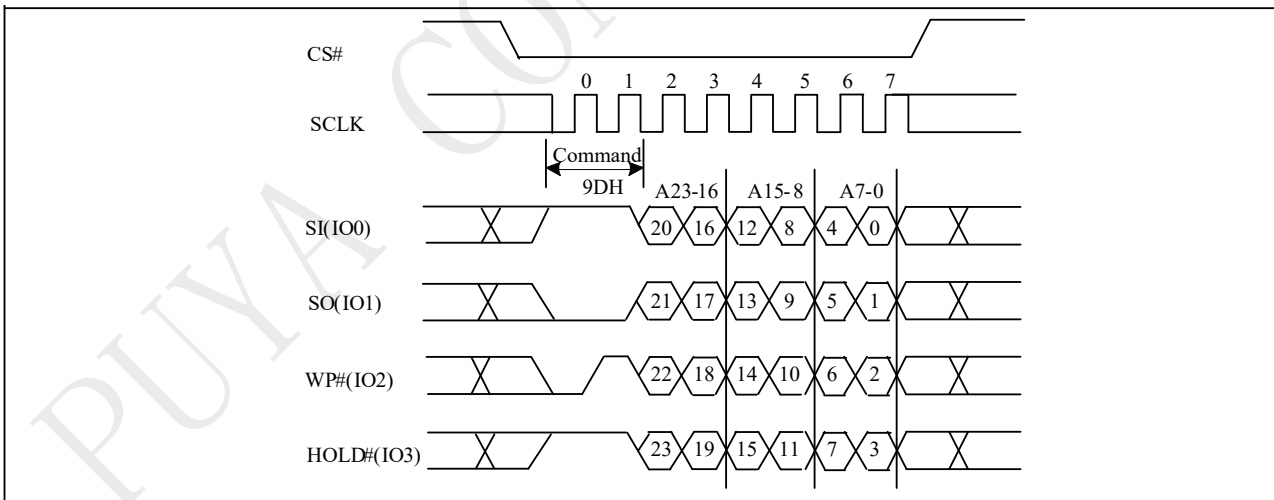 PUYA CON
CS#
0 1 2 3 4 5 6 7
SCLK
Command
9DH
A23-16 A15-8 A7-0
SI(IO0)
20 16 12 8 4 0
SO(IO1)
21 17 13 9 5 1
WP#(IO2)
22 18 14 10 6 2
HOLD#(IO3)
23 19 15 11 7 3